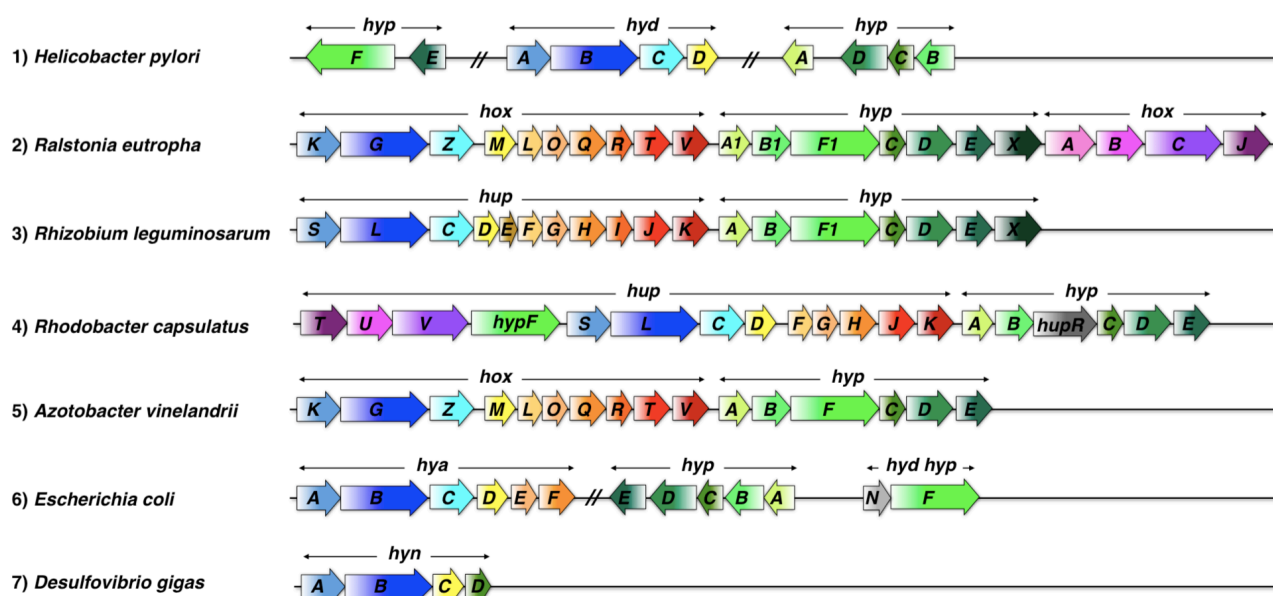 hyp hyd hyp
1) Helicobacter pylori F E // A B C D // A D C B
hox hyp hox
2) Ralstonia eutropha K G Z M L O Q R T V A1 B1 F1 C D E X A B C J
hup hyp
3) Rhizobium leguminosarum S L C D E F G H I J K A B F1 C D E X
hup hyp
4) Rhodobacter capsulatus T U V hypF S L C D F G H J K A B hupR C D E
hox hyp
5) Azotobacter vinelandrii K G Z M L O Q R T V A B F C D E
hya hyp hyd hyp
6) Escherichia coli A B C D E F // E D C B A N F
hyn
7) Desulfovibrio gigas A B C D